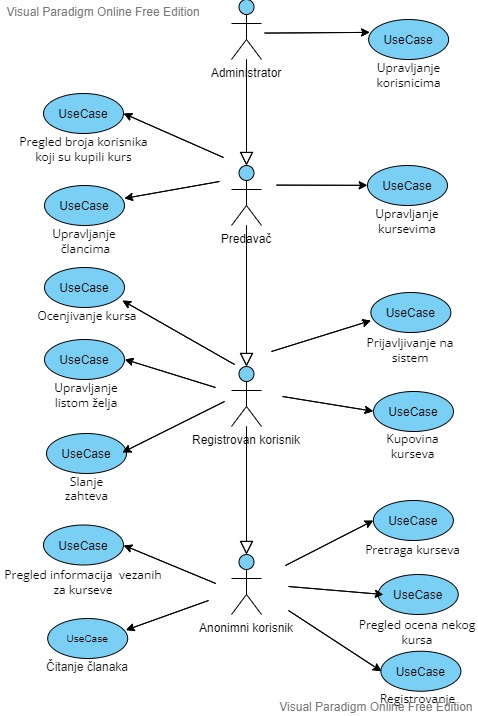 Visual Paradigm Online Free Edition
Administrator
UseCase
Upravljanje
korisnicima
UseCase
Pregled broja korisnika
koji su kupili kurs
UseCase
Upravljanje
člancima
Predavač
UseCase
Upravljanje
kursevima
UseCase
Ocenjivanje kursa
UseCase
Prijavljivanje na
sistem
UseCase
Upravljanje
listom želja
Registrovan korisnik
UseCase
Kupovina
kurseva
UseCase
Slanje
zahteva
UseCase
Pretraga kurseva
UseCase
Pregled informacija vezanih
za kurseve
Anonimni korisnik
UseCase
Pregled ocena nekog
kursa
UseCase
Čitanje članaka
UseCase
Registrovanje
Visual Paradigm Online Free Edition